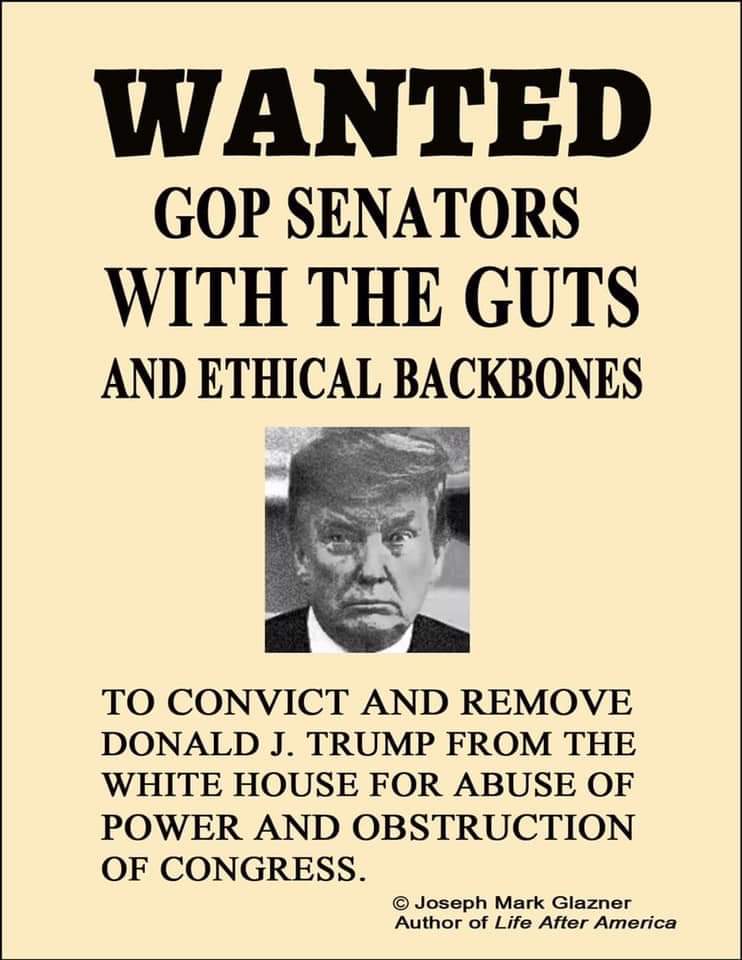 WANTED
GOP SENATORS
WITH THE GUTS
AND ETHICAL BACKBONES
TO CONVICT AND REMOVE
DONALD J. TRUMP FROM THE
WHITE HOUSE FOR ABUSE OF
POWER AND OBSTRUCTION
OF CONGRESS.
© Joseph Mark Glazner
Author of Life After America